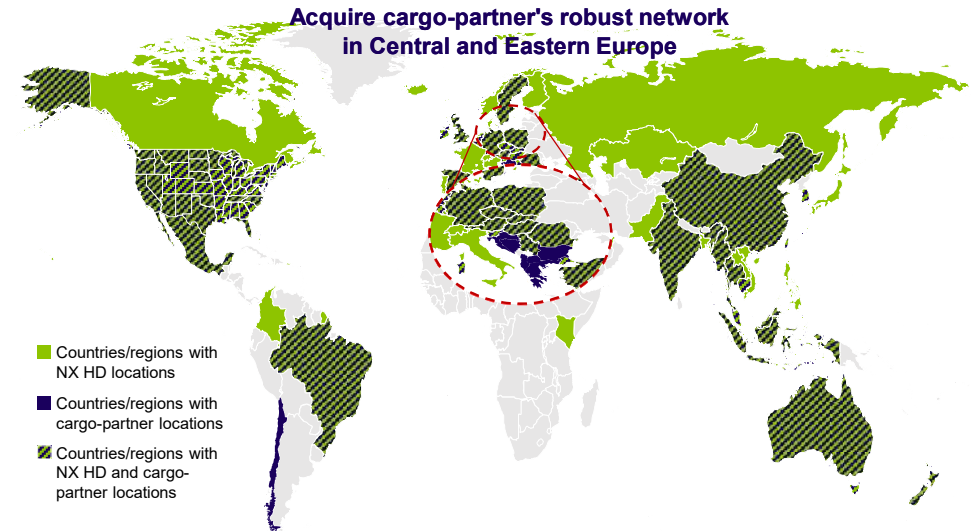 Acquire cargo-partner's robust network
in Central and Eastern Europe
Countries/regions with
NX HD locations
Countries/regions with
cargo-partner locations
Countries/regions with
NX HD and cargo-
partner locations